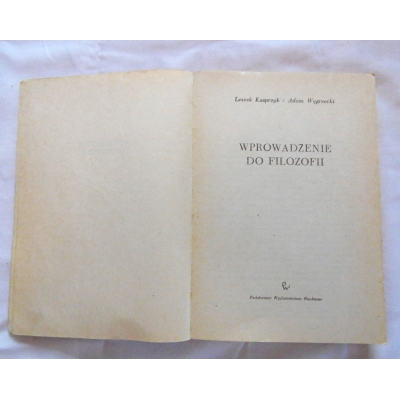 Leszek Kasprzyk · Adam Węgrzecki
WPROWADZENIE
DO FILOZOFII
Państwowe Wydawnictwo Naukowe